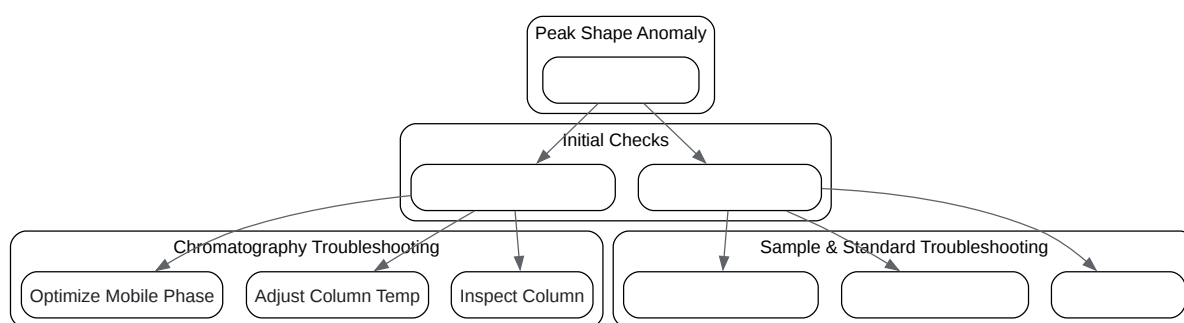 Peak Shape Anomaly
Initial Checks
Chromatography Troubleshooting
Sample & Standard Troubleshooting
Optimize Mobile Phase
Adjust Column Temp
Inspect Column